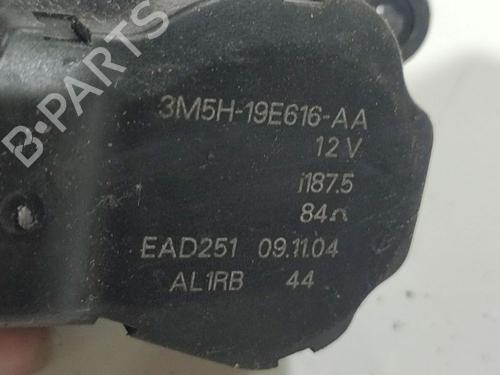 B·PARTS
3M5H-19E616-AA
12 V
i187.5
84Ω
EAD251 09.11.04
AL1RB 44